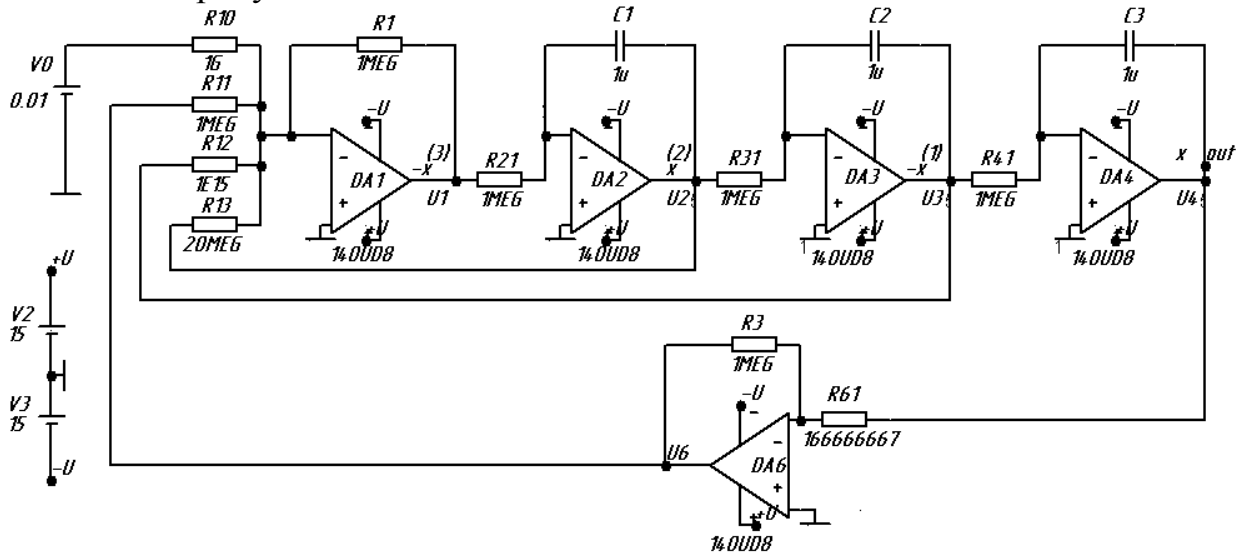 R10
1G
V0
0.01
R11
1MEG
R12
1E15
R13
20MEG
R1
1MEG
-U
-
+
DA1
+U
140UD8
(3)
-x
U1
R21
1MEG
C1
1u
-U
-
+
DA2
+U
140UD8
(2)
x
U2
R31
1MEG
C2
1u
-U
-
+
DA3
+U
140UD8
(1)
-x
U3
R41
1MEG
C3
1u
-U
-
+
DA4
+U
140UD8
x out
U4
+U
V2
15
V3
15
-U
R3
1MEG
R61
166666667
-U
-
-
DA6
+
U6
++U
140UD8